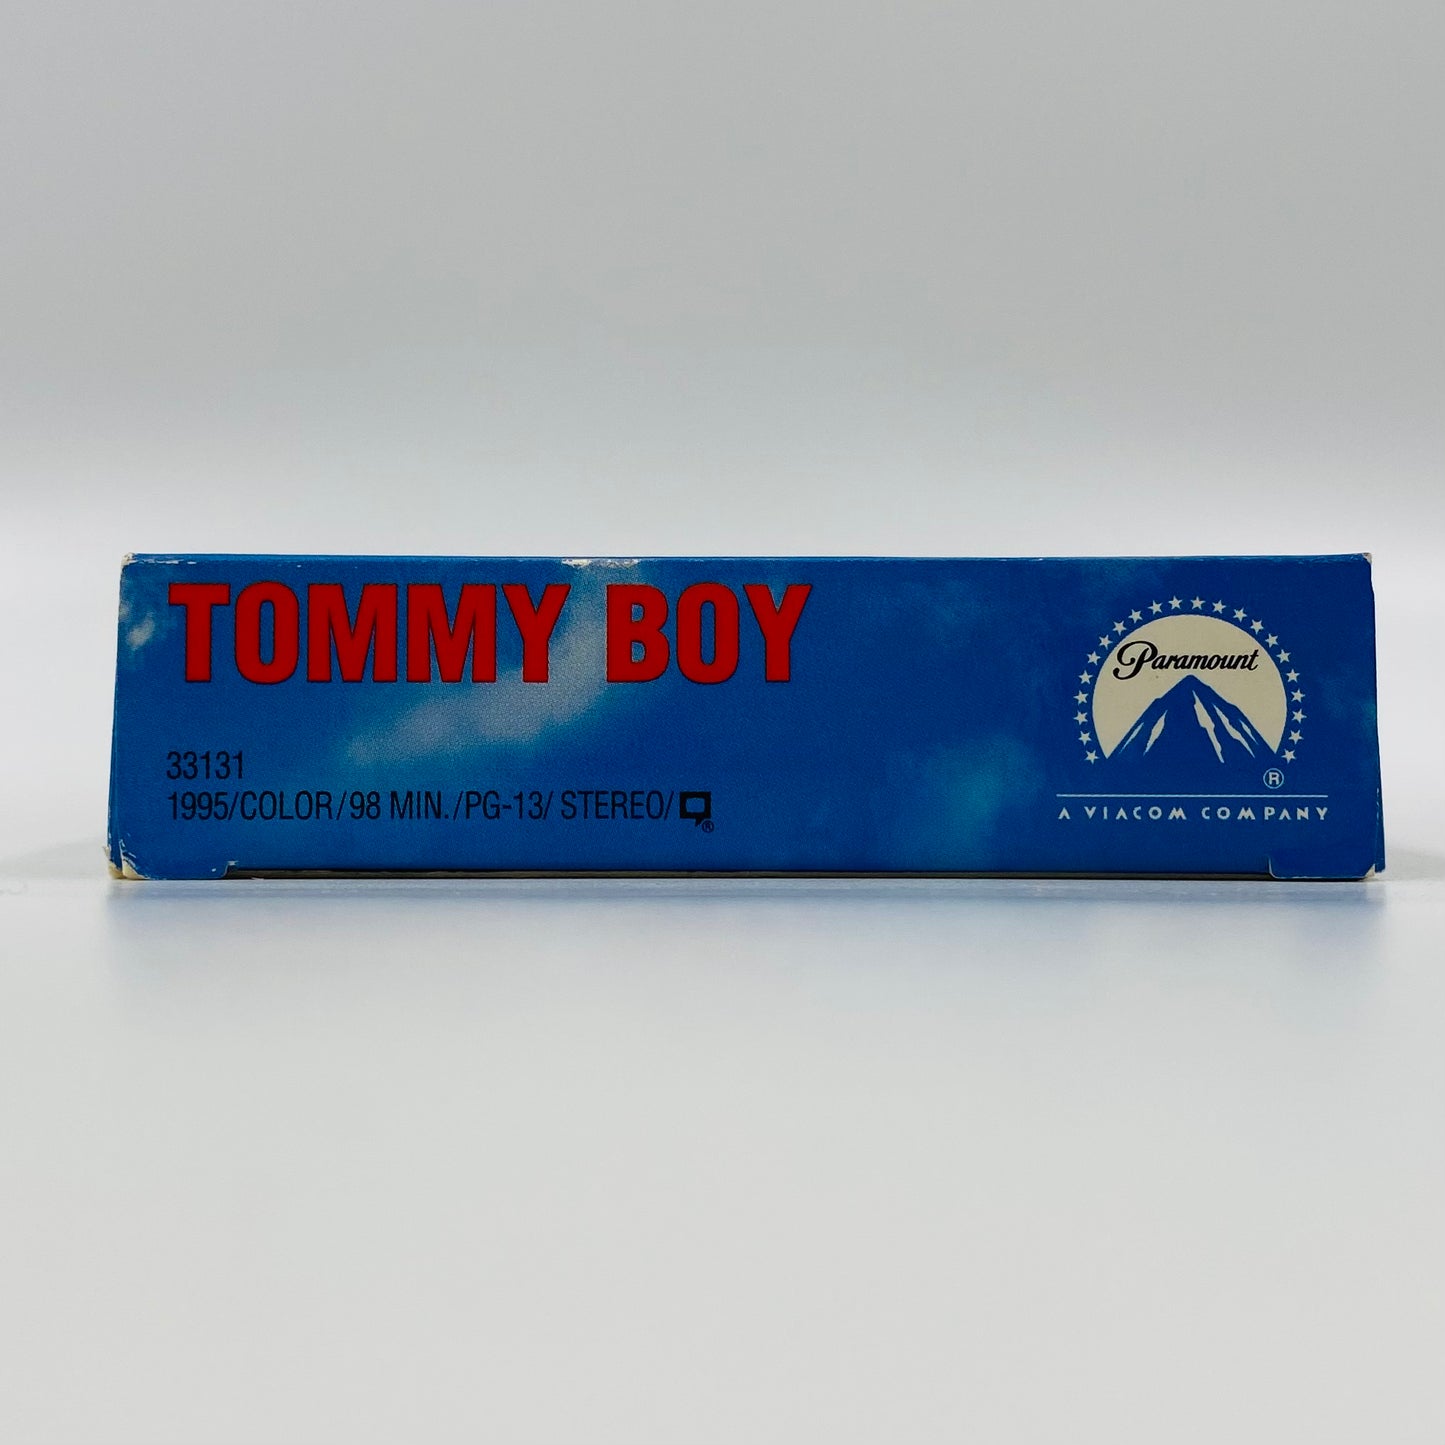 TOMMY BOY
33131
1995/COLOR/98 MIN./PG-13/ STEREO/
®
Paramount
®
A VIACOM COMPANY